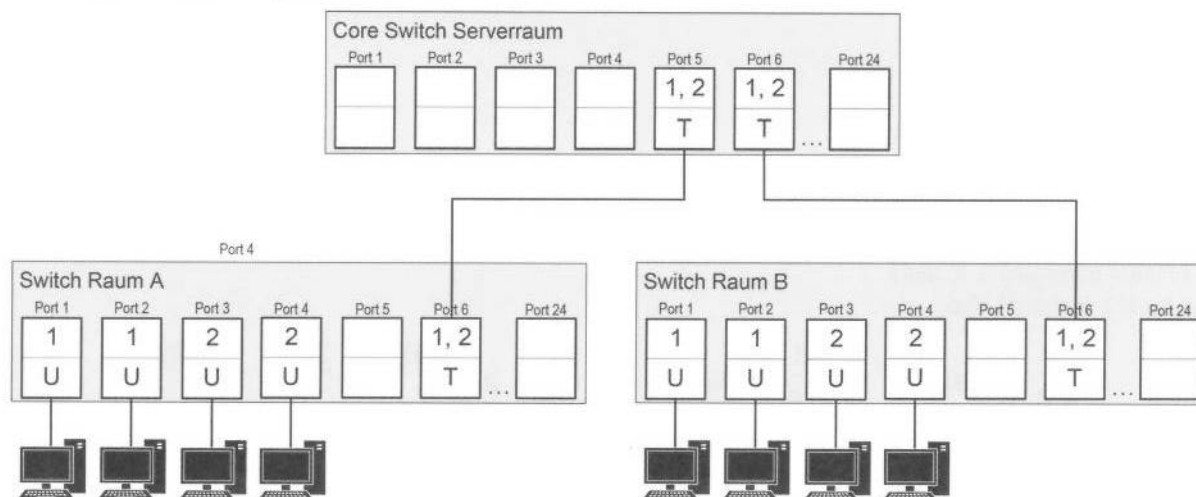 Core Switch Serverraum
Port 1 Port 2 Port 3 Port 4 Port 5 Port 6 Port 24
1, 2 1, 2
T T ...
Port 4
Switch Raum A
Port 1 Port 2 Port 3 Port 4 Port 5 Port 6 Port 24
1 1 2 2 1, 2
U U U U T ...
Switch Raum B
Port 1 Port 2 Port 3 Port 4 Port 5 Port 6 Port 24
1 1 2 2 1, 2
U U U U T ...